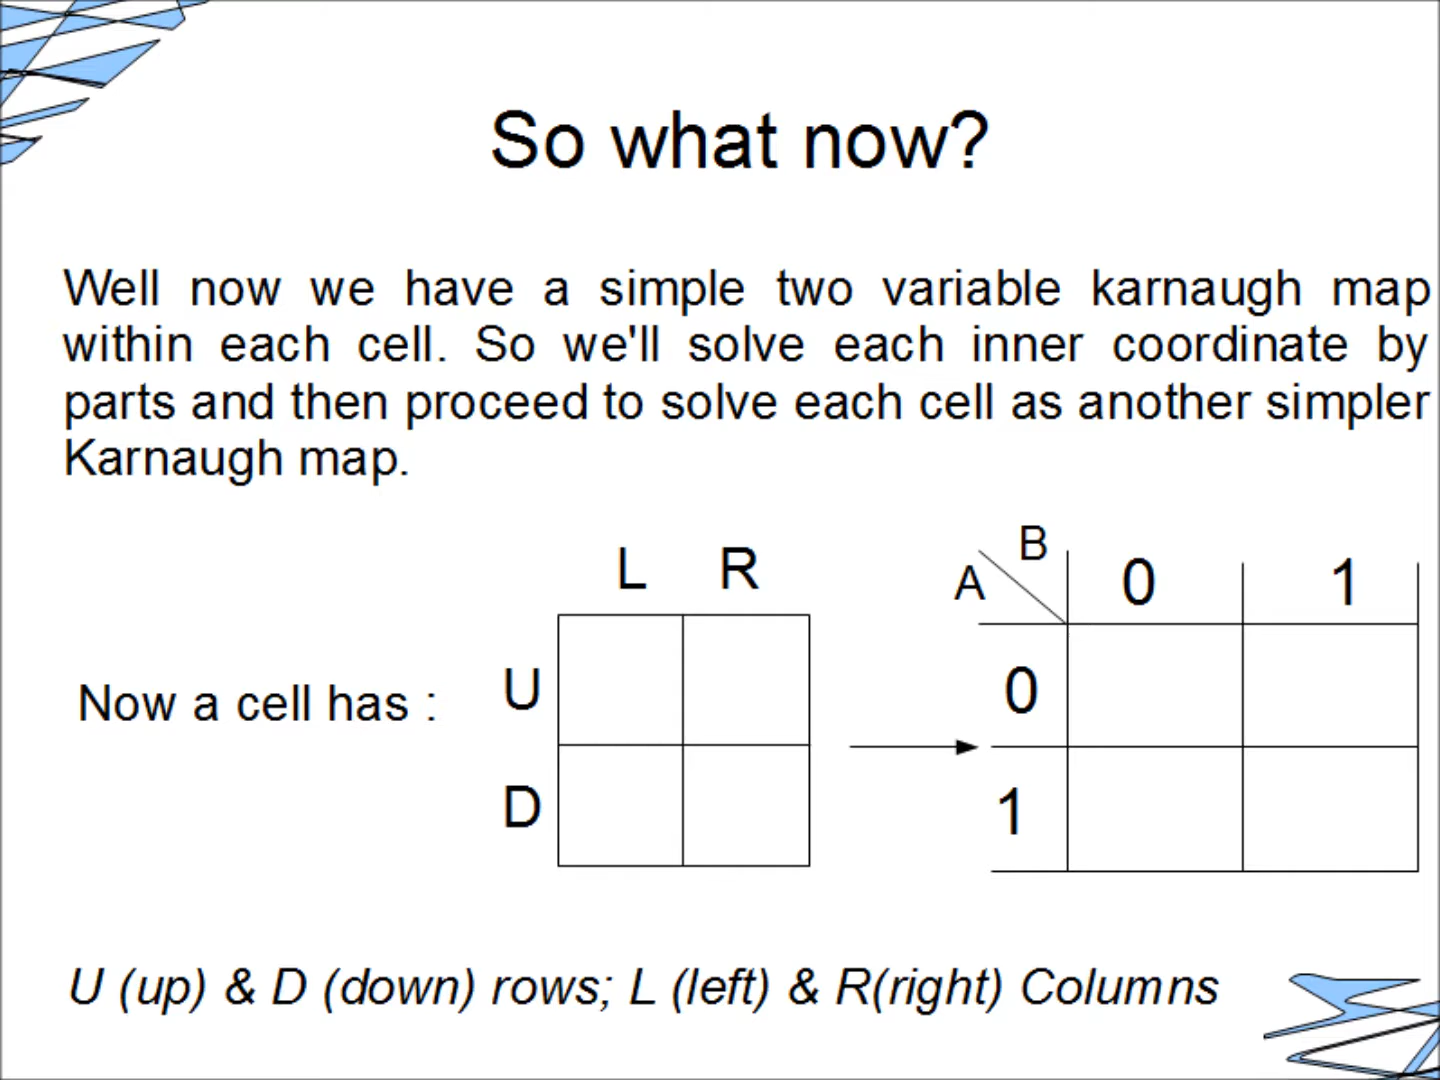 So what now?
Well now we have a simple two variable karnaugh map
within each cell. So we'll solve each inner coordinate by
parts and then proceed to solve each cell as another simpler
Karnaugh map.
L R
B
A 0 1
Now a cell has : U 0
D 1
U (up) & D (down) rows; L (left) & R(right) Columns